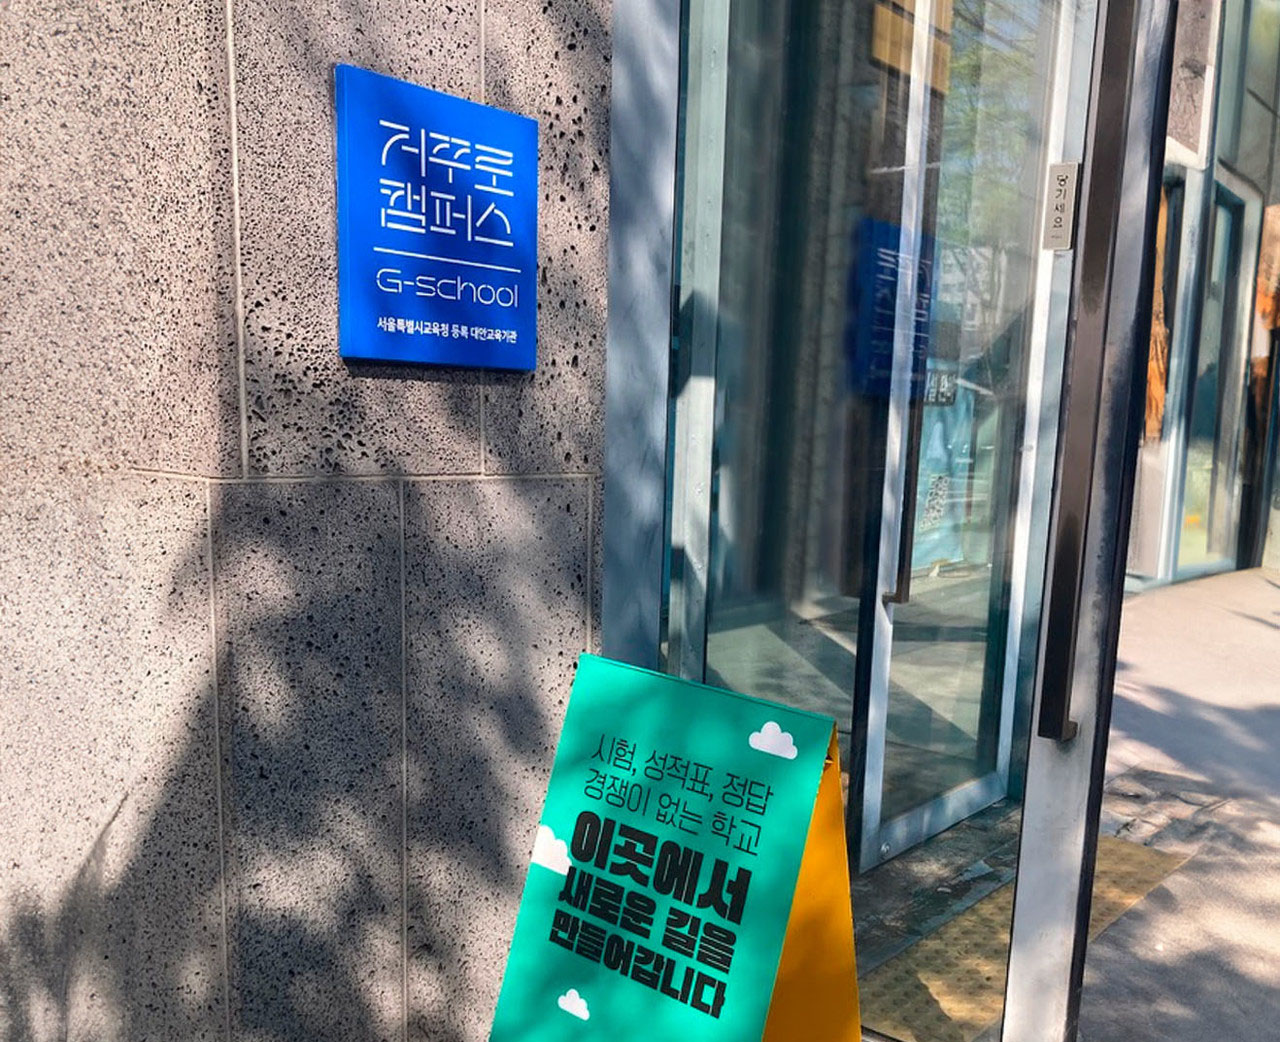 거꾸로
캠퍼스
G-school
서울특별시교육청 등록 대안교육기관
당기세요
시험, 성적표, 정답
경쟁이 없는 학교
이곳에서
새로운 길을
만들어갑니다